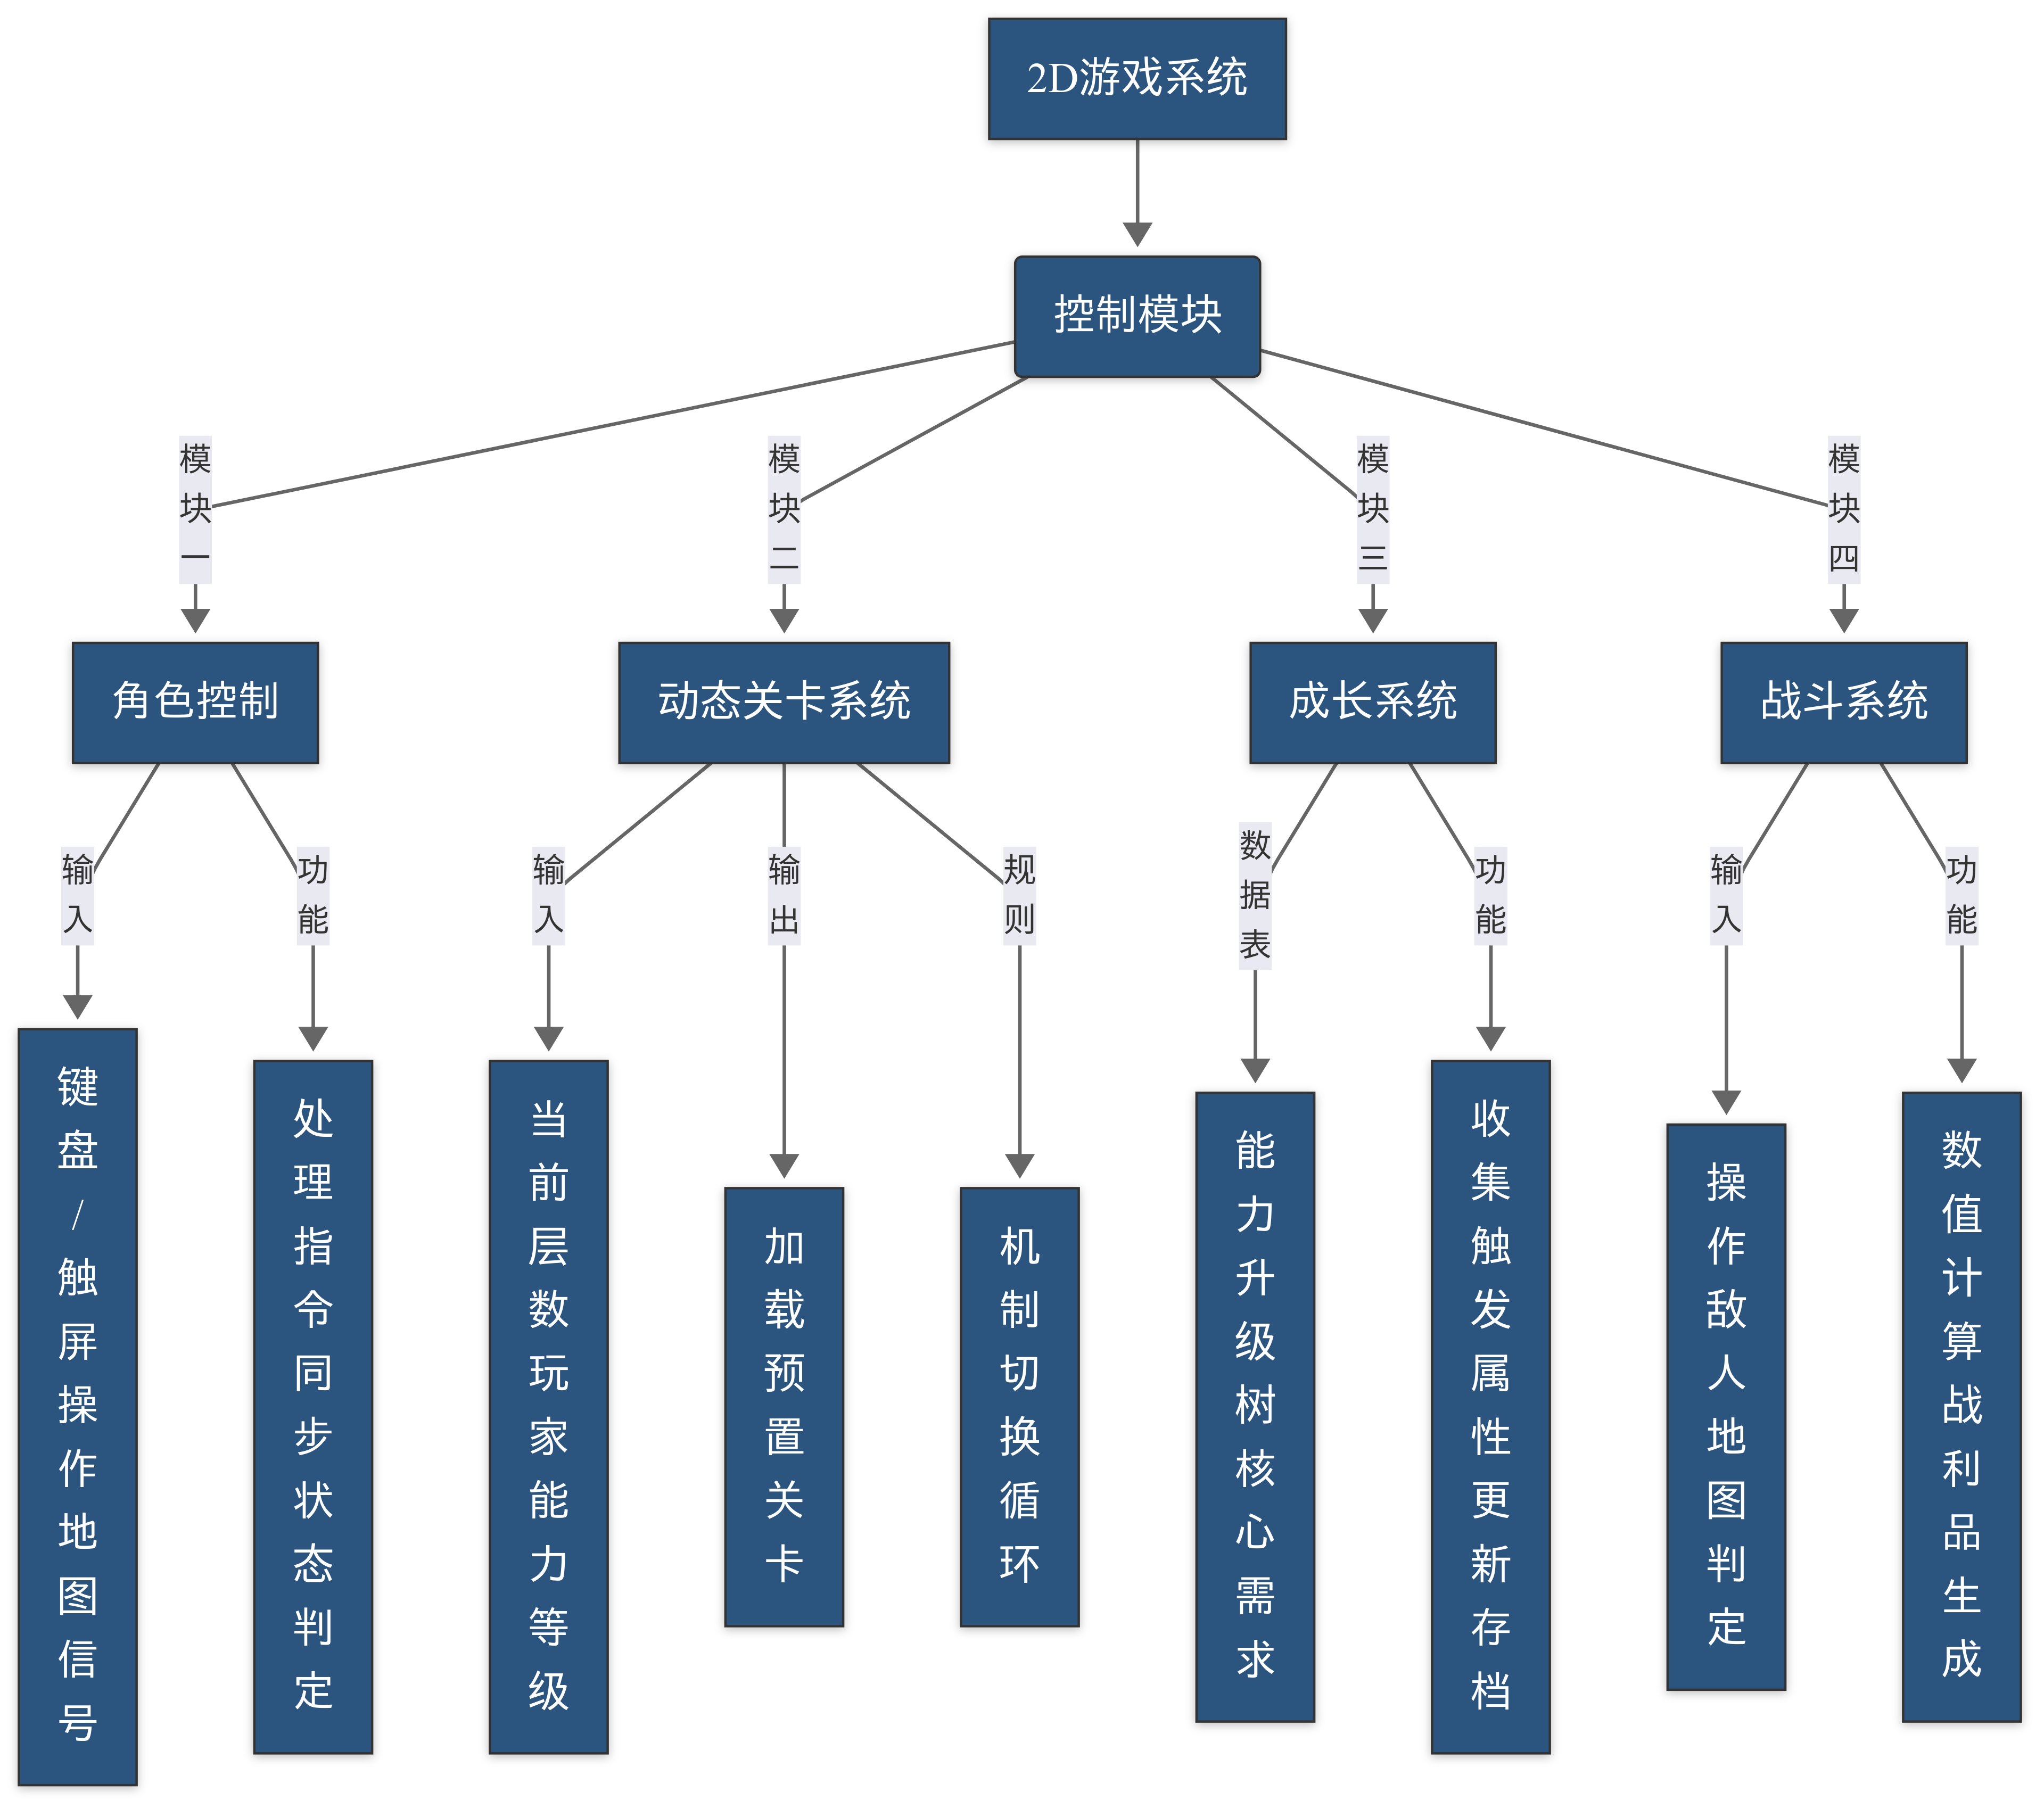 2D游戏系统
控制模块
模块一
模块二
模块三
模块四
角色控制
动态关卡系统
成长系统
战斗系统
输入
功能
输入
输出
规则
数据表
功能
输入
功能
键盘/触屏操作地图信号
处理指令同步状态判定
当前层数玩家能力等级
加载预置关卡
机制切换循环
能力升级树核心需求
收集触发属性更新存档
操作敌人地图判定
数值计算战利品生成